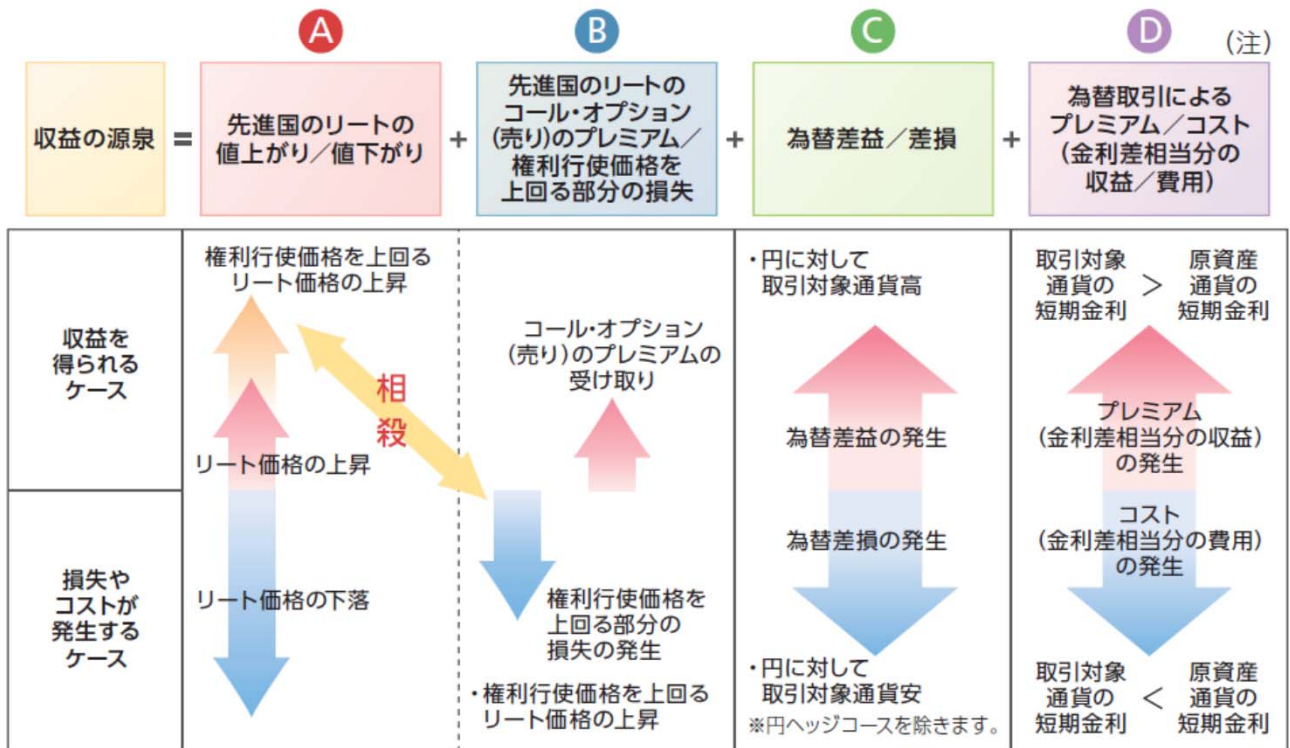 A
B
C
D
(注)
収益の源泉
=
先進国のリートの
値上がり／値下がり
+
先進国のリートの
コール・オプション
(売り)のプレミアム／
権利行使価格を
上回る部分の損失
+
為替差益／差損
+
為替取引による
プレミアム／コスト
(金利差相当分の
収益／費用)
収益を
得られる
ケース
権利行使価格を上回る
リート価格の上昇
相
殺
リート価格の上昇
コール・オプション
(売り)のプレミアムの
受け取り
・円に対して
取引対象通貨高
為替差益の発生
取引対象
通貨の
短期金利
>
原資産
通貨の
短期金利
プレミアム
(金利差相当分の収益)
の発生
損失や
コストが
発生する
ケース
リート価格の下落
権利行使価格を
上回る部分の
損失の発生
・権利行使価格を上回る
リート価格の上昇
為替差損の発生
・円に対して
取引対象通貨安
※円ヘッジコースを除きます。
コスト
(金利差相当分の費用)
の発生
取引対象
通貨の
短期金利
<
原資産
通貨の
短期金利